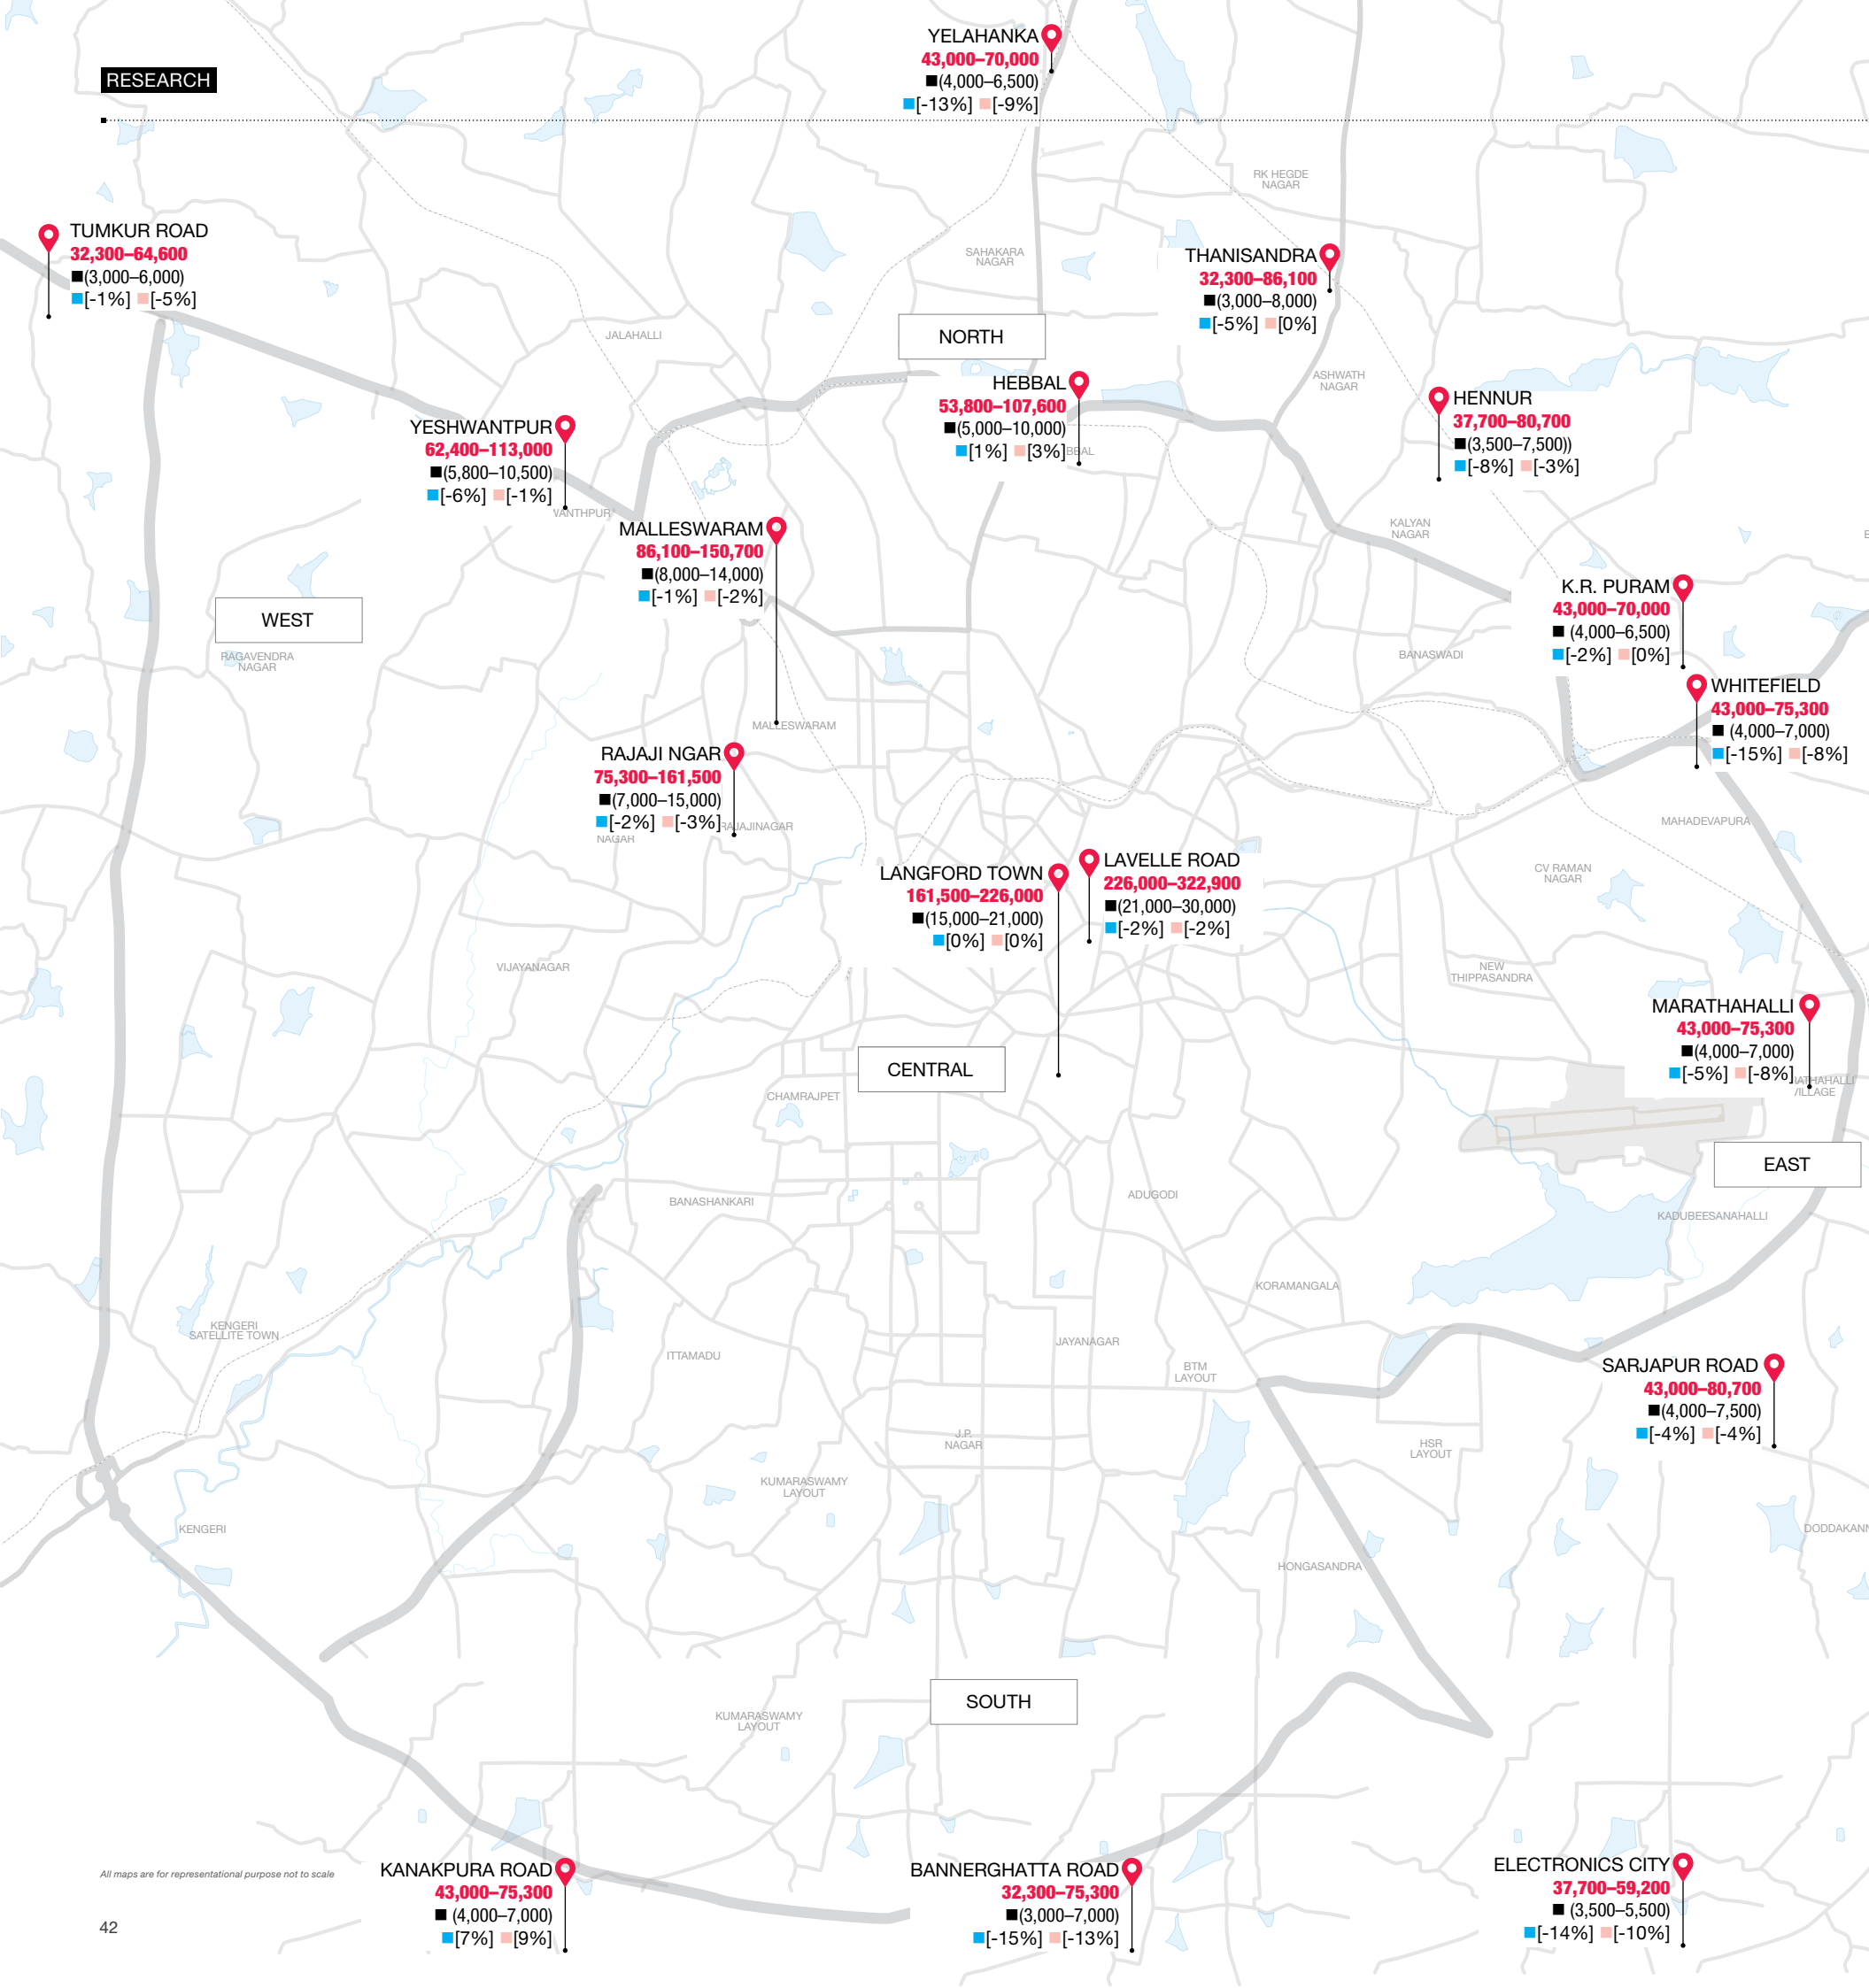 RESEARCH
YELAHANKA
43,000–70,000
■(4,000–6,500)
■[-13%] ■[-9%]
RK HEGDE
NAGAR
TUMKUR ROAD
32,300–64,600
■(3,000–6,000)
■[-1%] ■[-5%]
SAHAKARA
NAGAR
THANISANDRA
32,300–86,100
■(3,000–8,000)
■[-5%] ■[0%]
JALAHALLI
NORTH
ASHWATH
NAGAR
HEBBAL
53,800–107,600
■(5,000–10,000)
■[1%] ■[3%]
BBAL
HENNUR
37,700–80,700
■(3,500–7,500))
■[-8%] ■[-3%]
YESHWANTPUR
62,400–113,000
■(5,800–10,500)
■[-6%] ■[-1%]
VANTHPUR
MALLESWARAM
86,100–150,700
■(8,000–14,000)
■[-1%] ■[-2%]
KALYAN
NAGAR
K.R. PURAM
43,000–70,000
■ (4,000–6,500)
■[-2%] ■[0%]
WEST
RAGAVENDRA
NAGAR
BANASWADI
WHITEFIELD
43,000–75,300
■ (4,000–7,000)
■[-15%] ■[-8%]
MALLESWARAM
RAJAJI NGAR
75,300–161,500
■(7,000–15,000)
■[-2%] ■[-3%]
RAJAJINAGAR
NAGAR
MAHADEVAPURA
LANGFORD TOWN
161,500–226,000
■(15,000–21,000)
■[0%] ■[0%]
LAVELLE ROAD
226,000–322,900
■(21,000–30,000)
■[-2%] ■[-2%]
CV RAMAN
NAGAR
VIJAYANAGAR
NEW
THIPPASANDRA
MARATHAHALLI
43,000–75,300
■(4,000–7,000)
■[-5%] ■[-8%]
ATHAHALLI
VILLAGE
CENTRAL
CHAMRAJPET
EAST
BANASHANKARI
ADUGODI
KADUBEESANAHALLI
KORAMANGALA
KENGERI
SATELLITE TOWN
ITTAMADU
JAYANAGAR
BTM
LAYOUT
SARJAPUR ROAD
43,000–80,700
■(4,000–7,500)
■[-4%] ■[-4%]
J.P.
NAGAR
HSR
LAYOUT
KUMARASWAMY
LAYOUT
KENGERI
DODDAKANN
HONGASANDRA
SOUTH
KUMARASWAMY
LAYOUT
All maps are for representational purpose not to scale
KANAKPURA ROAD
43,000–75,300
■ (4,000–7,000)
■[7%] ■[9%]
BANNERGHATTA ROAD
32,300–75,300
■(3,000–7,000)
■[-15%] ■[-13%]
ELECTRONICS CITY
37,700–59,200
■ (3,500–5,500)
■[-14%] ■[-10%]
42